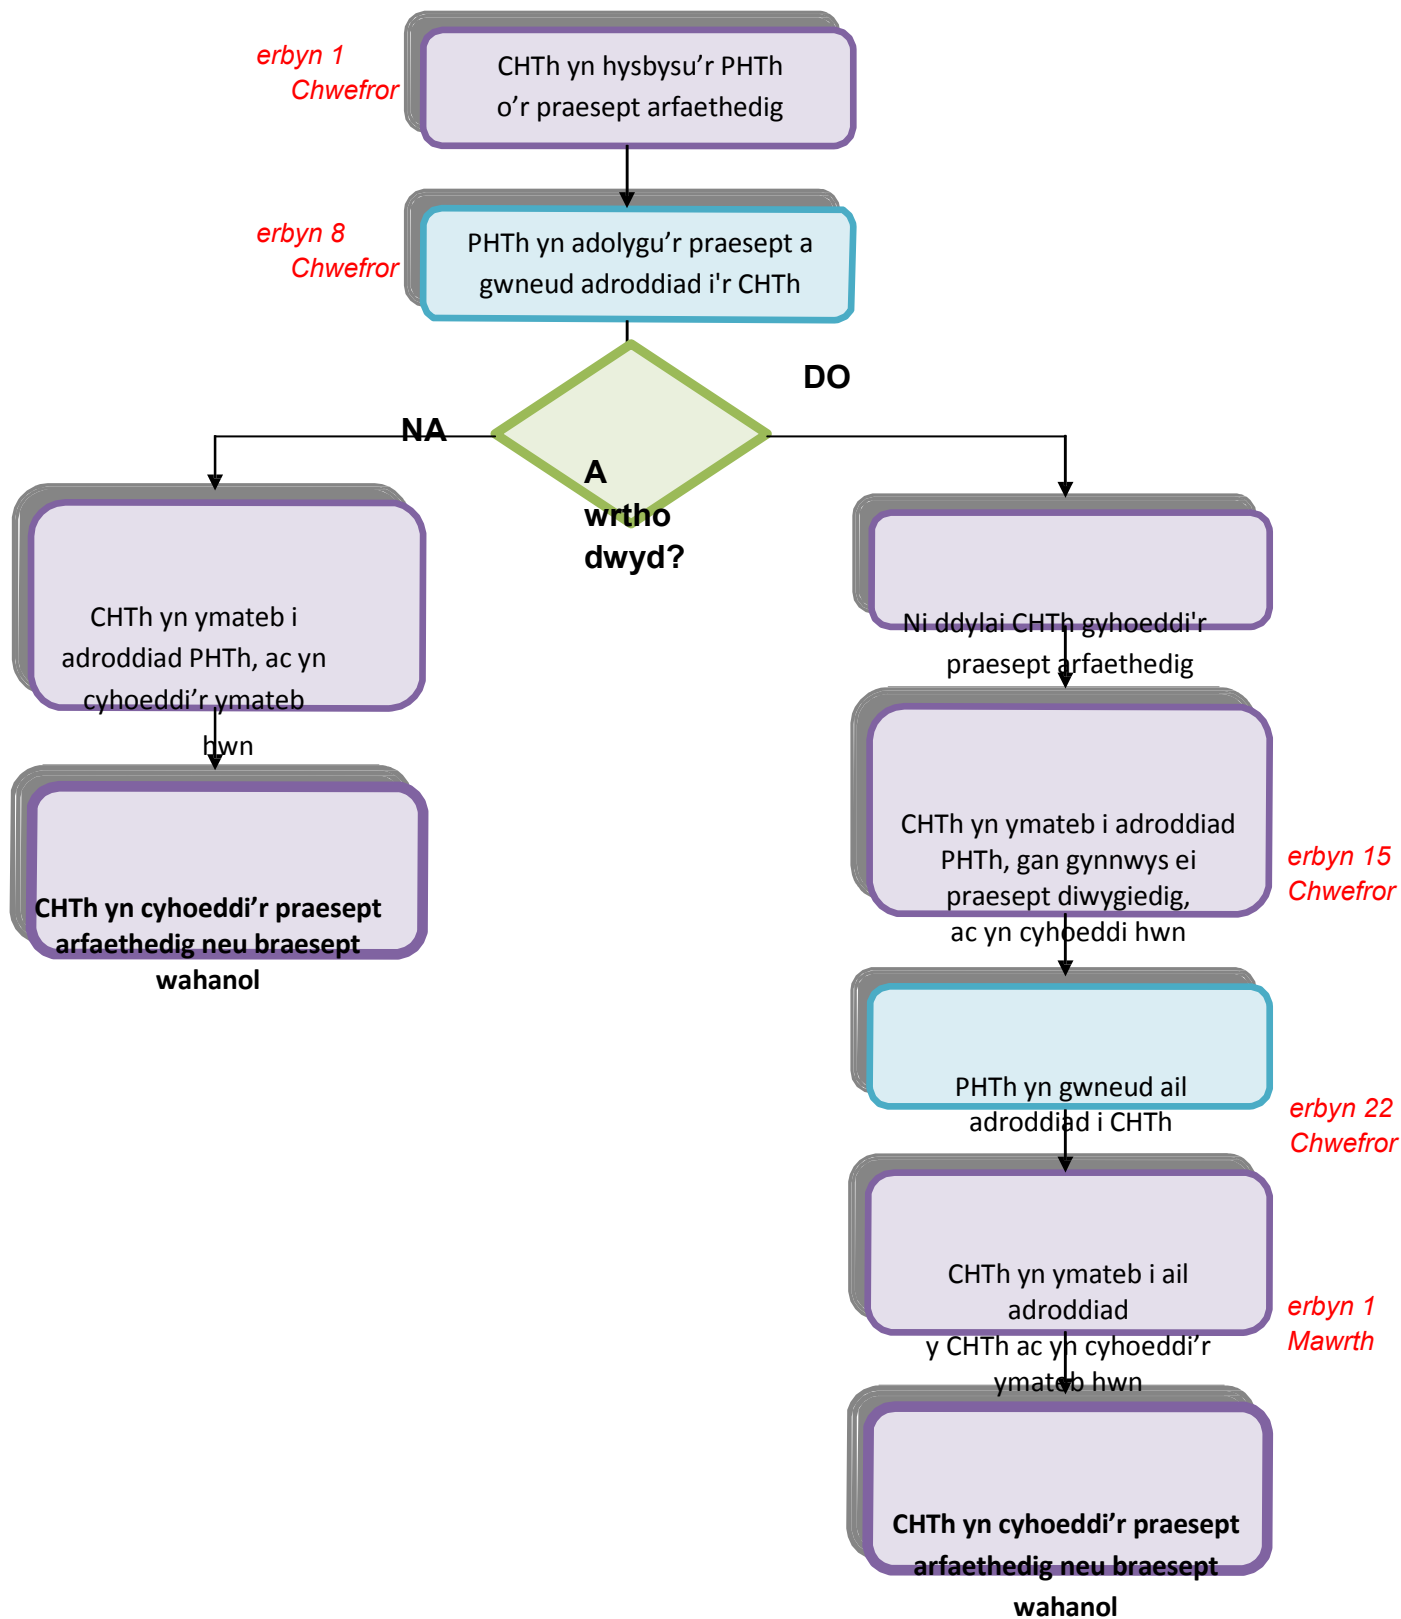 erbyn 1
Chwefror
CHTh yn hysbysu’r PHTh
o’r praesept arfaethedig
erbyn 8
Chwefror
PHTh yn adolygu’r praesept a
gwneud adroddiad i'r CHTh
DO
NA
A
wrtho
dwyd?
CHTh yn ymateb i
adroddiad PHTh, ac yn
cyhoeddi’r ymateb
hwn
CHTh yn cyhoeddi’r praesept
arfaethedig neu braesept
wahanol
Ni ddylai CHTh gyhoeddi'r
praesept arfaethedig
CHTh yn ymateb i adroddiad
PHTh, gan gynnwys ei
praesept diwygiedig,
ac yn cyhoeddi hwn
erbyn 15
Chwefror
PHTh yn gwneud ail
adroddiad i CHTh
erbyn 22
Chwefror
CHTh yn ymateb i ail
adroddiad
y CHTh ac yn cyhoeddi’r
ymateb hwn
erbyn 1
Mawrth
CHTh yn cyhoeddi’r praesept
arfaethedig neu braesept
wahanol